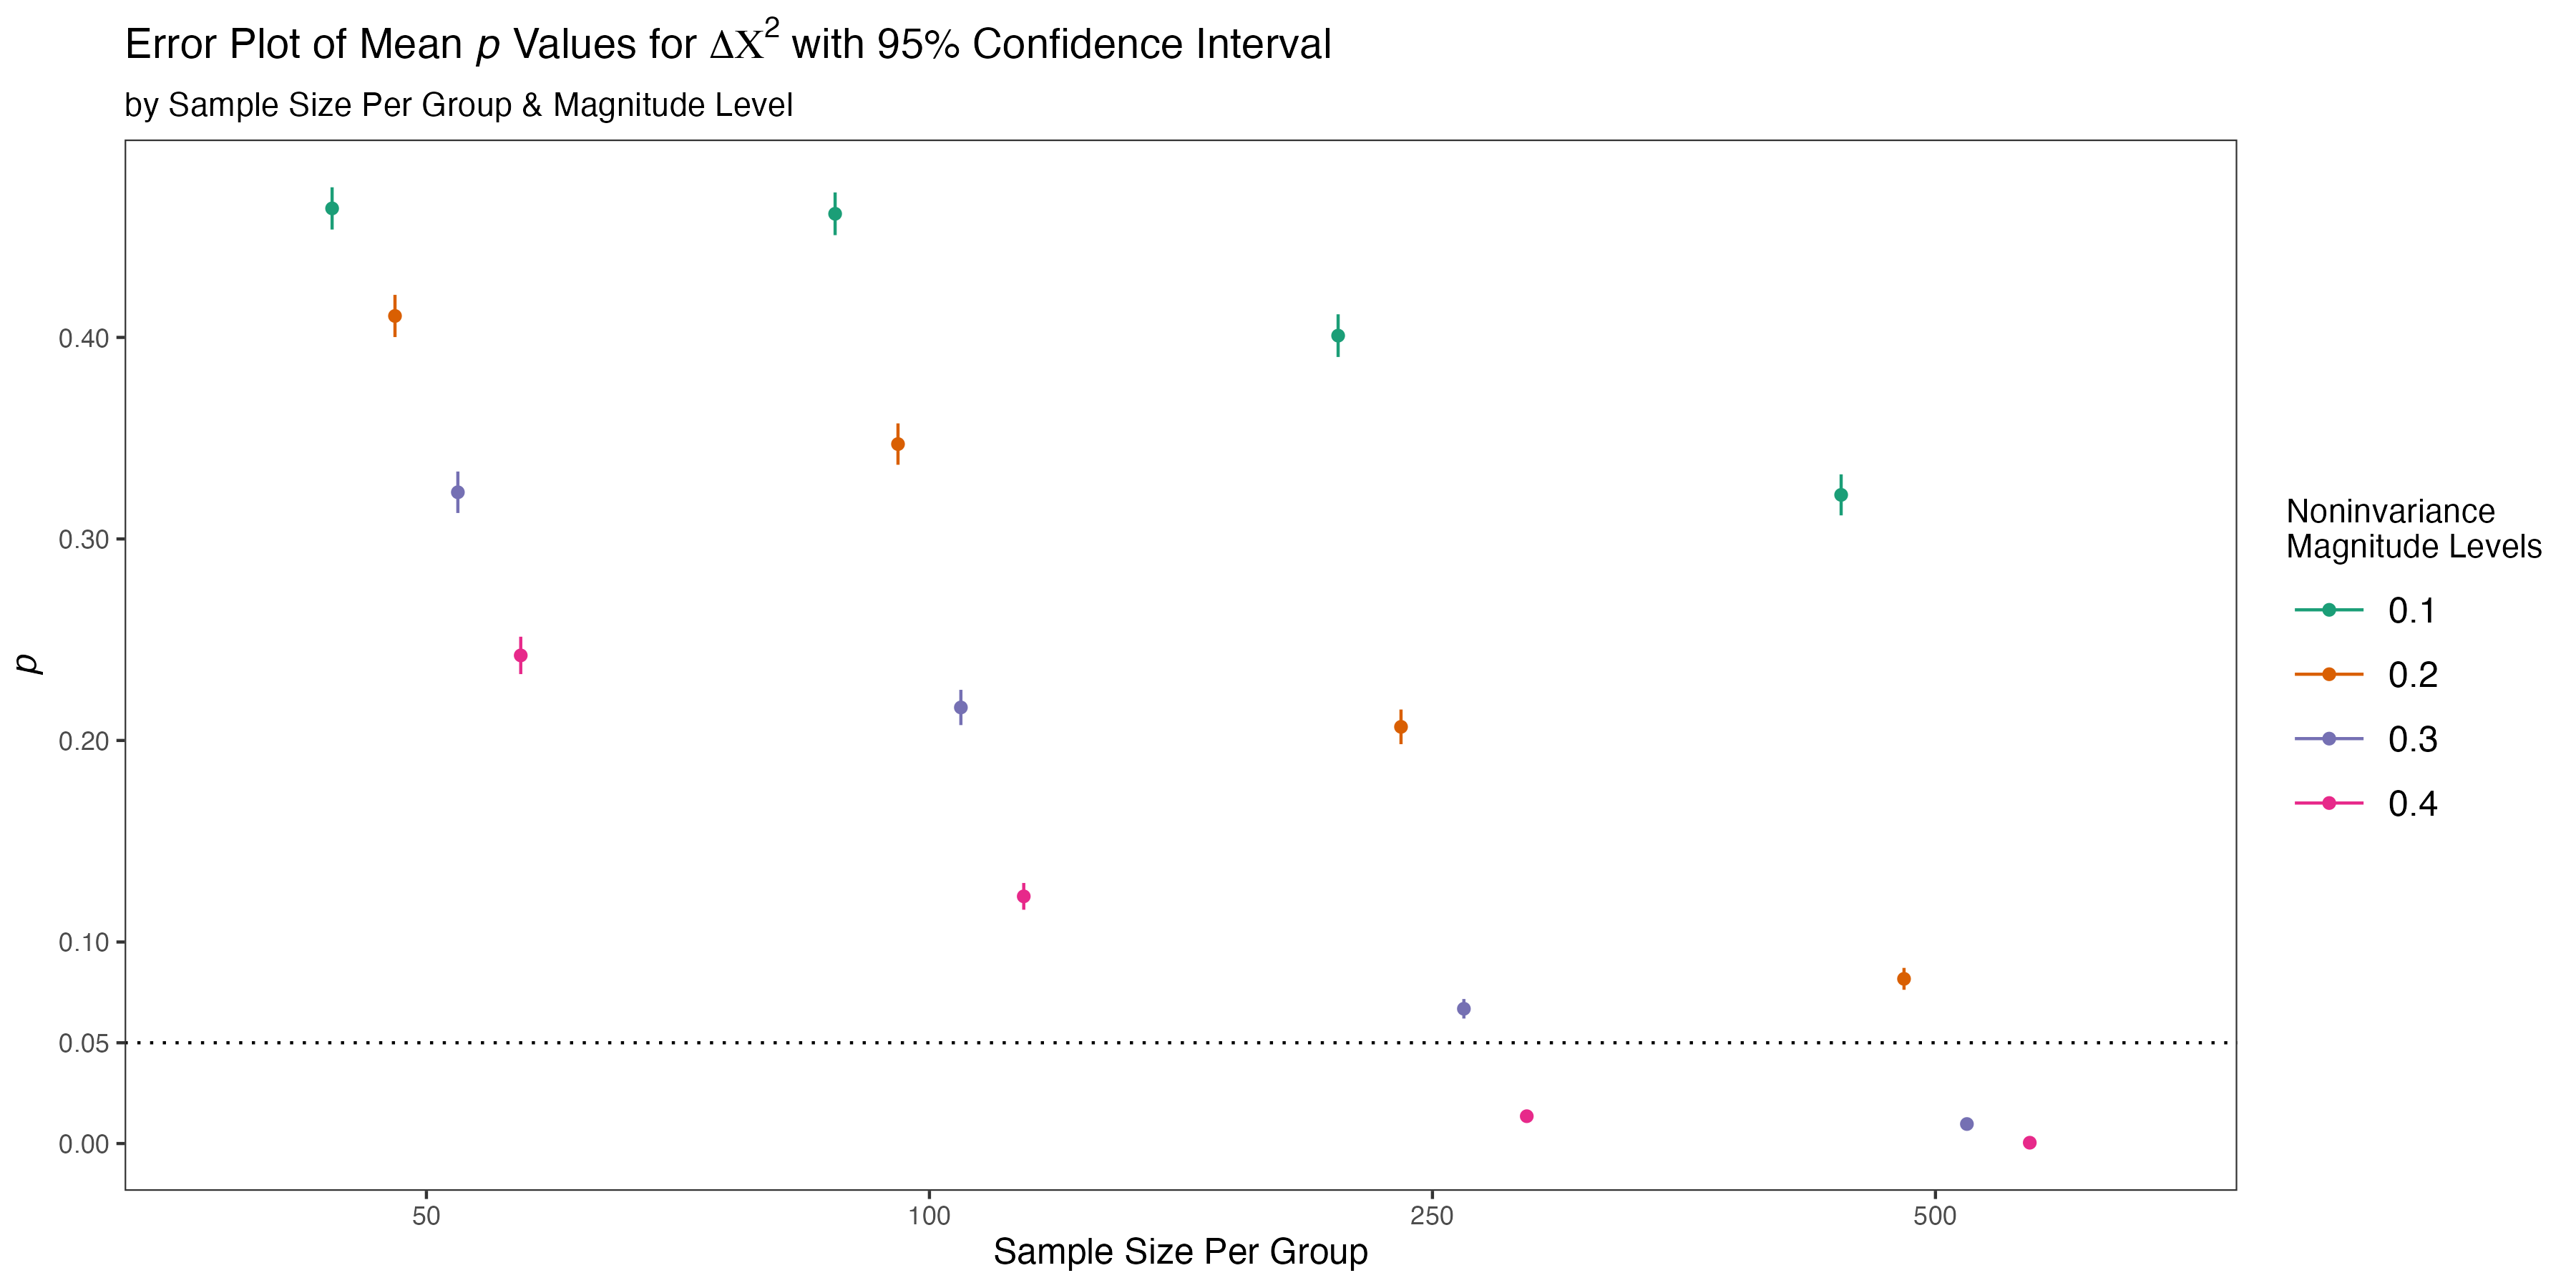 Error Plot of Mean p Values for ΔΧ² with 95% Confidence Interval
by Sample Size Per Group & Magnitude Level
p
0.40
0.30
0.20
0.10
0.05
0.00
50 100 250 500
Sample Size Per Group
Noninvariance
Magnitude Levels
0.1
0.2
0.3
0.4